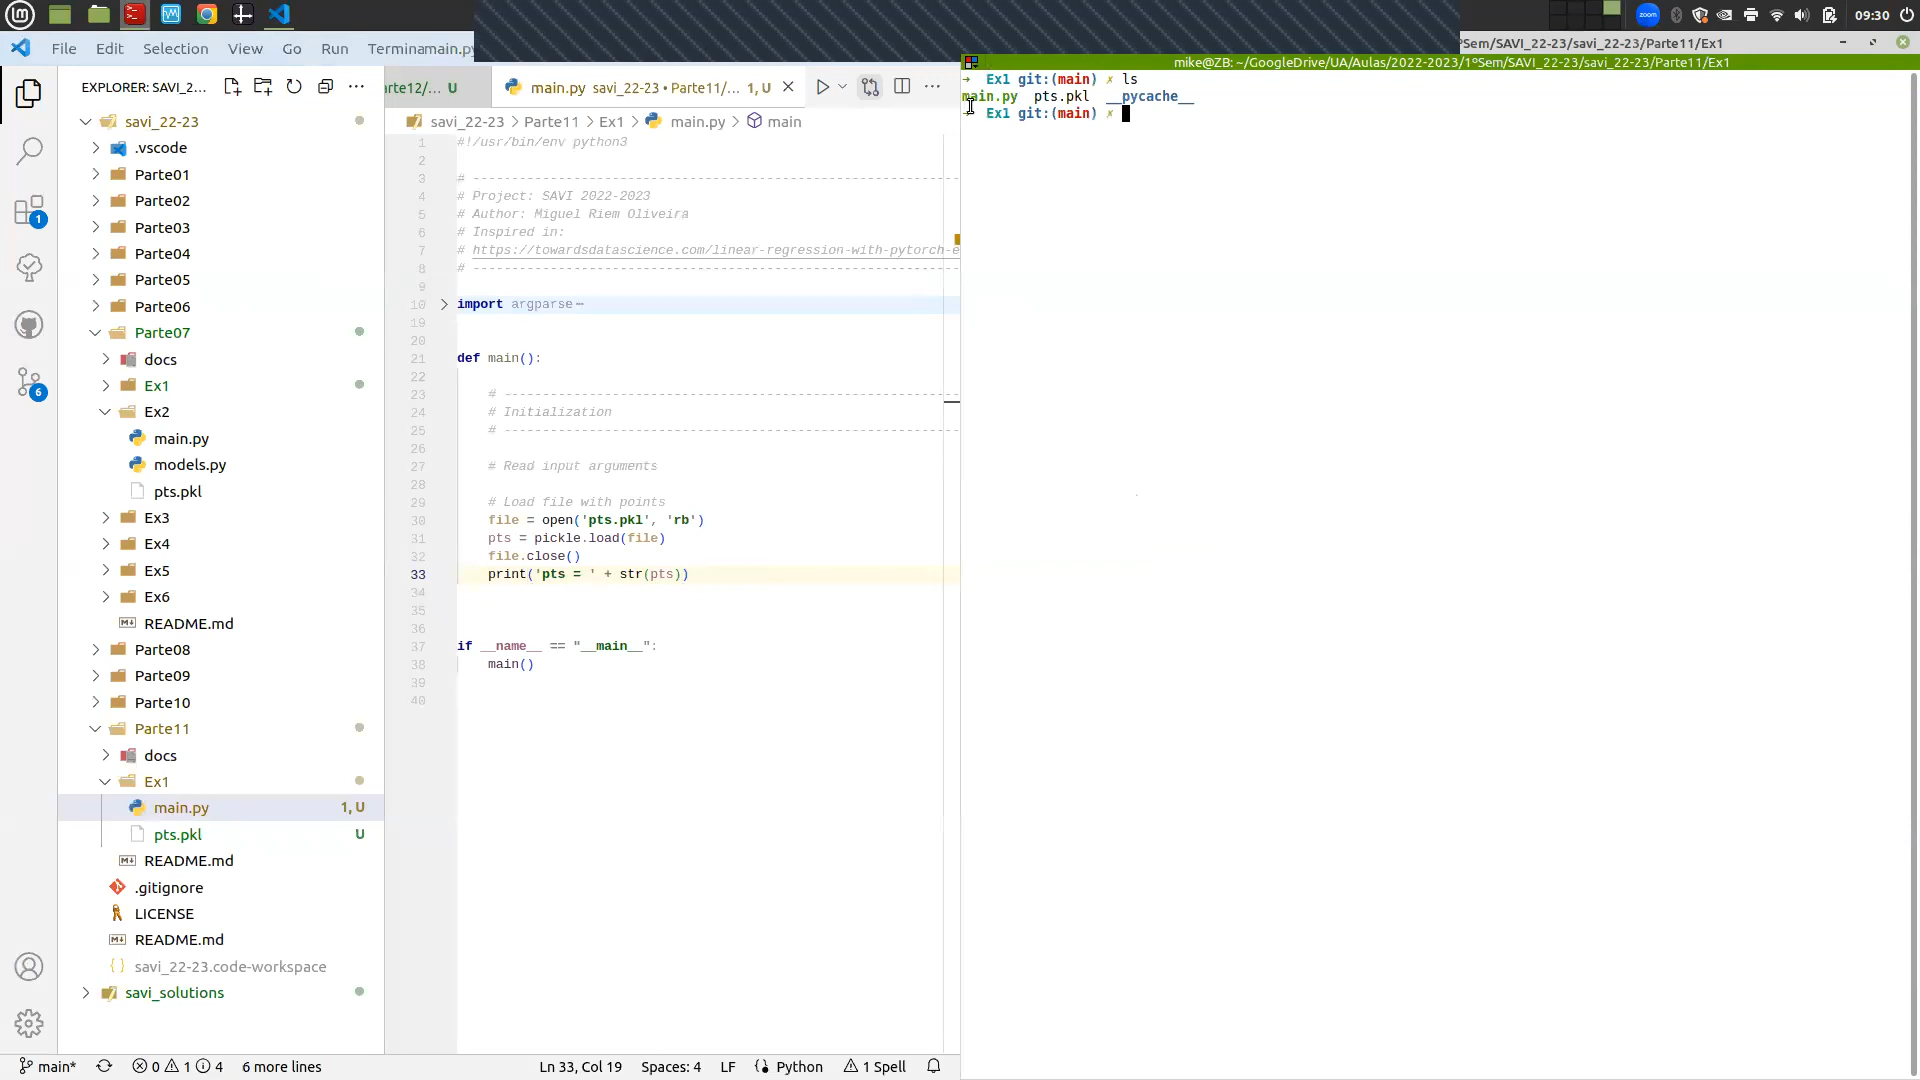 09:30
File Edit Selection View Go Run
°Sem/SAVI_22-23/savi_22-23/Parte11/Ex1
mike@ZB: ~/GoogleDrive/UA/Aulas/2022-2023/1°Sem/SAVI_22-23/savi_22-23/Parte11/Ex1
EXPLORER: SAVI_2...
savi_22-23
.vscode
Parte01
Parte02
Parte03
Parte04
Parte05
Parte06
Parte07
docs
Ex1
Ex2
main.py
models.py
pts.pkl
Ex3
Ex4
Ex5
Ex6
README.md
Parte08
Parte09
Parte10
Parte11
docs
Ex1
main.py 1, U
pts.pkl U
README.md
.gitignore
LICENSE
README.md
savi_22-23.code-workspace
savi_solutions
1
6
arte12/... U
main.py savi_22-23 • Parte11/... 1, U
savi_22-23 > Parte11 > Ex1 > main.py > main
1 #!/usr/bin/env python3
2
3 # --------------------------------------------------------------
4 # Project: SAVI 2022-2023
5 # Author: Miguel Riem Oliveira
6 # Inspired in:
7 # https://towardsdatascience.com/linear-regression-with-pytorch-e
8 # --------------------------------------------------------------
9
10 import argparse
19
20
21 def main():
22
23 # -----------------------------------------------------------
24 # Initialization
25 # -----------------------------------------------------------
26
27 # Read input arguments
28
29 # Load file with points
30 file = open('pts.pkl', 'rb')
31 pts = pickle.load(file)
32 file.close()
33 print('pts = ' + str(pts))
34
35
36
37 if __name__ == "__main__":
38 main()
39
40
➜ Ex1 git:(main) ✗ ls
main.py pts.pkl __pycache__
Ex1 git:(main) ✗
main* 0 1 4 6 more lines Ln 33, Col 19 Spaces: 4 LF Python 1 Spell